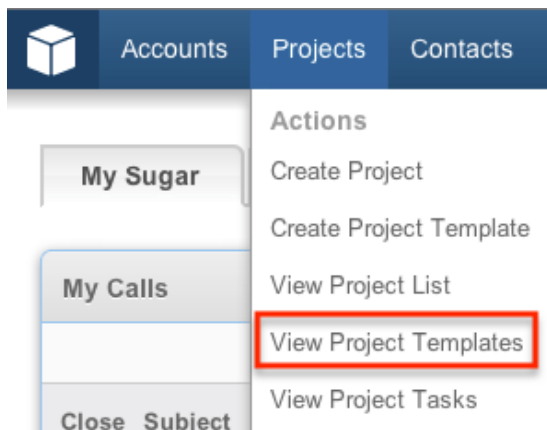 Accounts Projects Contacts
Actions
My Sugar
Create Project
Create Project Template
My Calls
View Project List
View Project Templates
View Project Tasks
Close Subject